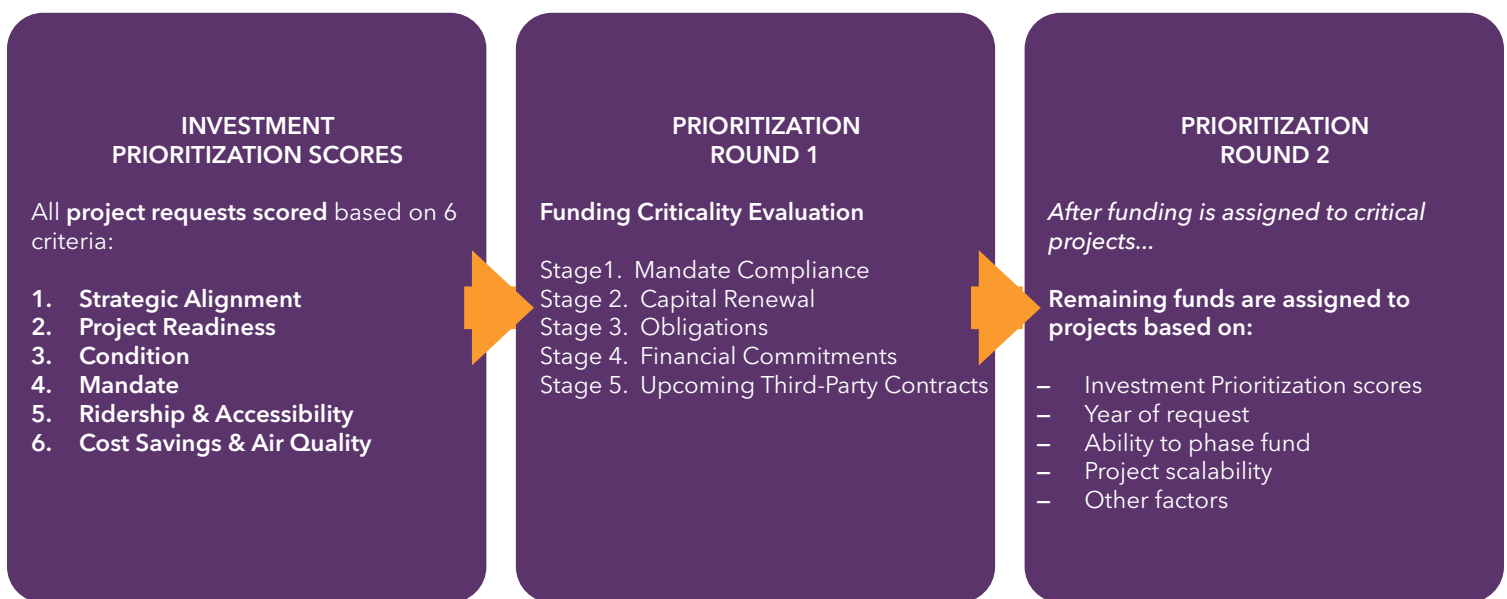 INVESTMENT
PRIORITIZATION SCORES
All project requests scored based on 6
criteria:
1. Strategic Alignment
2. Project Readiness
3. Condition
4. Mandate
5. Ridership & Accessibility
6. Cost Savings & Air Quality
PRIORITIZATION
ROUND 1
Funding Criticality Evaluation
Stage1. Mandate Compliance
Stage 2. Capital Renewal
Stage 3. Obligations
Stage 4. Financial Commitments
Stage 5. Upcoming Third-Party Contracts
PRIORITIZATION
ROUND 2
After funding is assigned to critical
projects...
Remaining funds are assigned to
projects based on:
– Investment Prioritization scores
– Year of request
– Ability to phase fund
– Project scalability
– Other factors